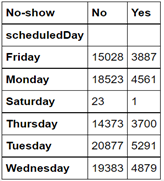 No-show No Yes
scheduledDay
Friday 15028 3887
Monday 18523 4561
Saturday 23 1
Thursday 14373 3700
Tuesday 20877 5291
Wednesday 19383 4879